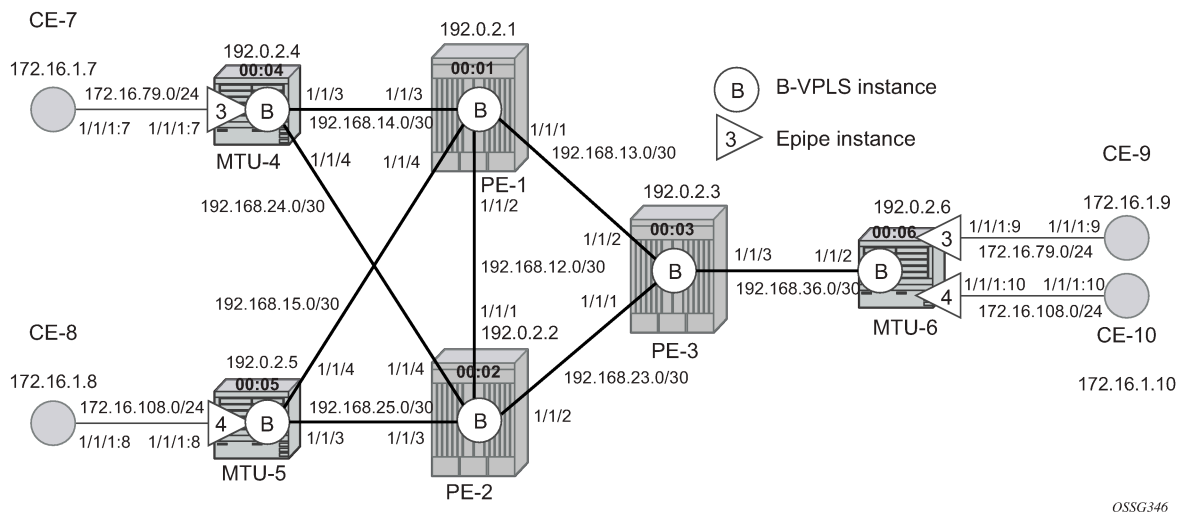 CE-7
172.16.1.7
172.16.79.0/24
1/1/1:7
1/1/1:7
192.0.2.4
00:04
3
B
MTU-4
1/1/3
1/1/3
192.168.14.0/30
1/1/4
1/1/4
192.0.2.1
00:01
B
PE-1
1/1/1
192.168.13.0/30
1/1/2
B
B-VPLS instance
3
Epipe instance
192.168.24.0/30
192.168.12.0/30
192.168.15.0/30
1/1/1
192.0.2.2
192.0.2.3
00:03
1/1/2
B
1/1/1
PE-3
1/1/3
1/1/2
192.168.36.0/30
192.168.23.0/30
192.0.2.6
00:06
3
B
4
MTU-6
CE-9
172.16.1.9
1/1/1:9
1/1/1:9
172.16.79.0/24
1/1/1:10
1/1/1:10
172.16.108.0/24
CE-10
172.16.1.10
CE-8
172.16.1.8
172.16.108.0/24
1/1/1:8
1/1/1:8
192.0.2.5
00:05
4
B
MTU-5
1/1/4
1/1/4
192.168.25.0/30
1/1/3
1/1/3
00:02
B
1/1/2
PE-2
OSSG346